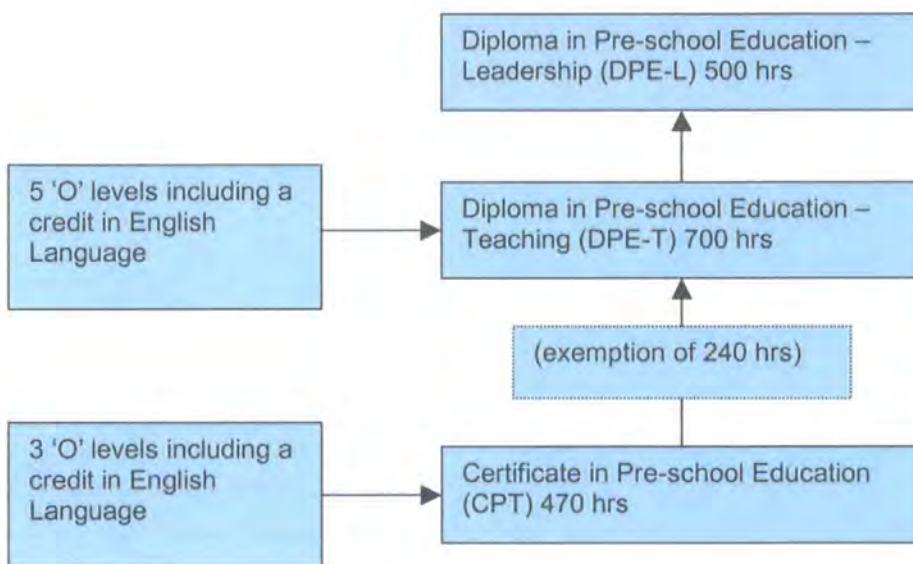 Diploma in Pre-school Education –
Leadership (DPE-L) 500 hrs
5 ‘O’ levels including a
credit in English
Language
Diploma in Pre-school Education –
Teaching (DPE-T) 700 hrs
(exemption of 240 hrs)
3 ‘O’ levels including a
credit in English
Language
Certificate in Pre-school Education
(CPT) 470 hrs